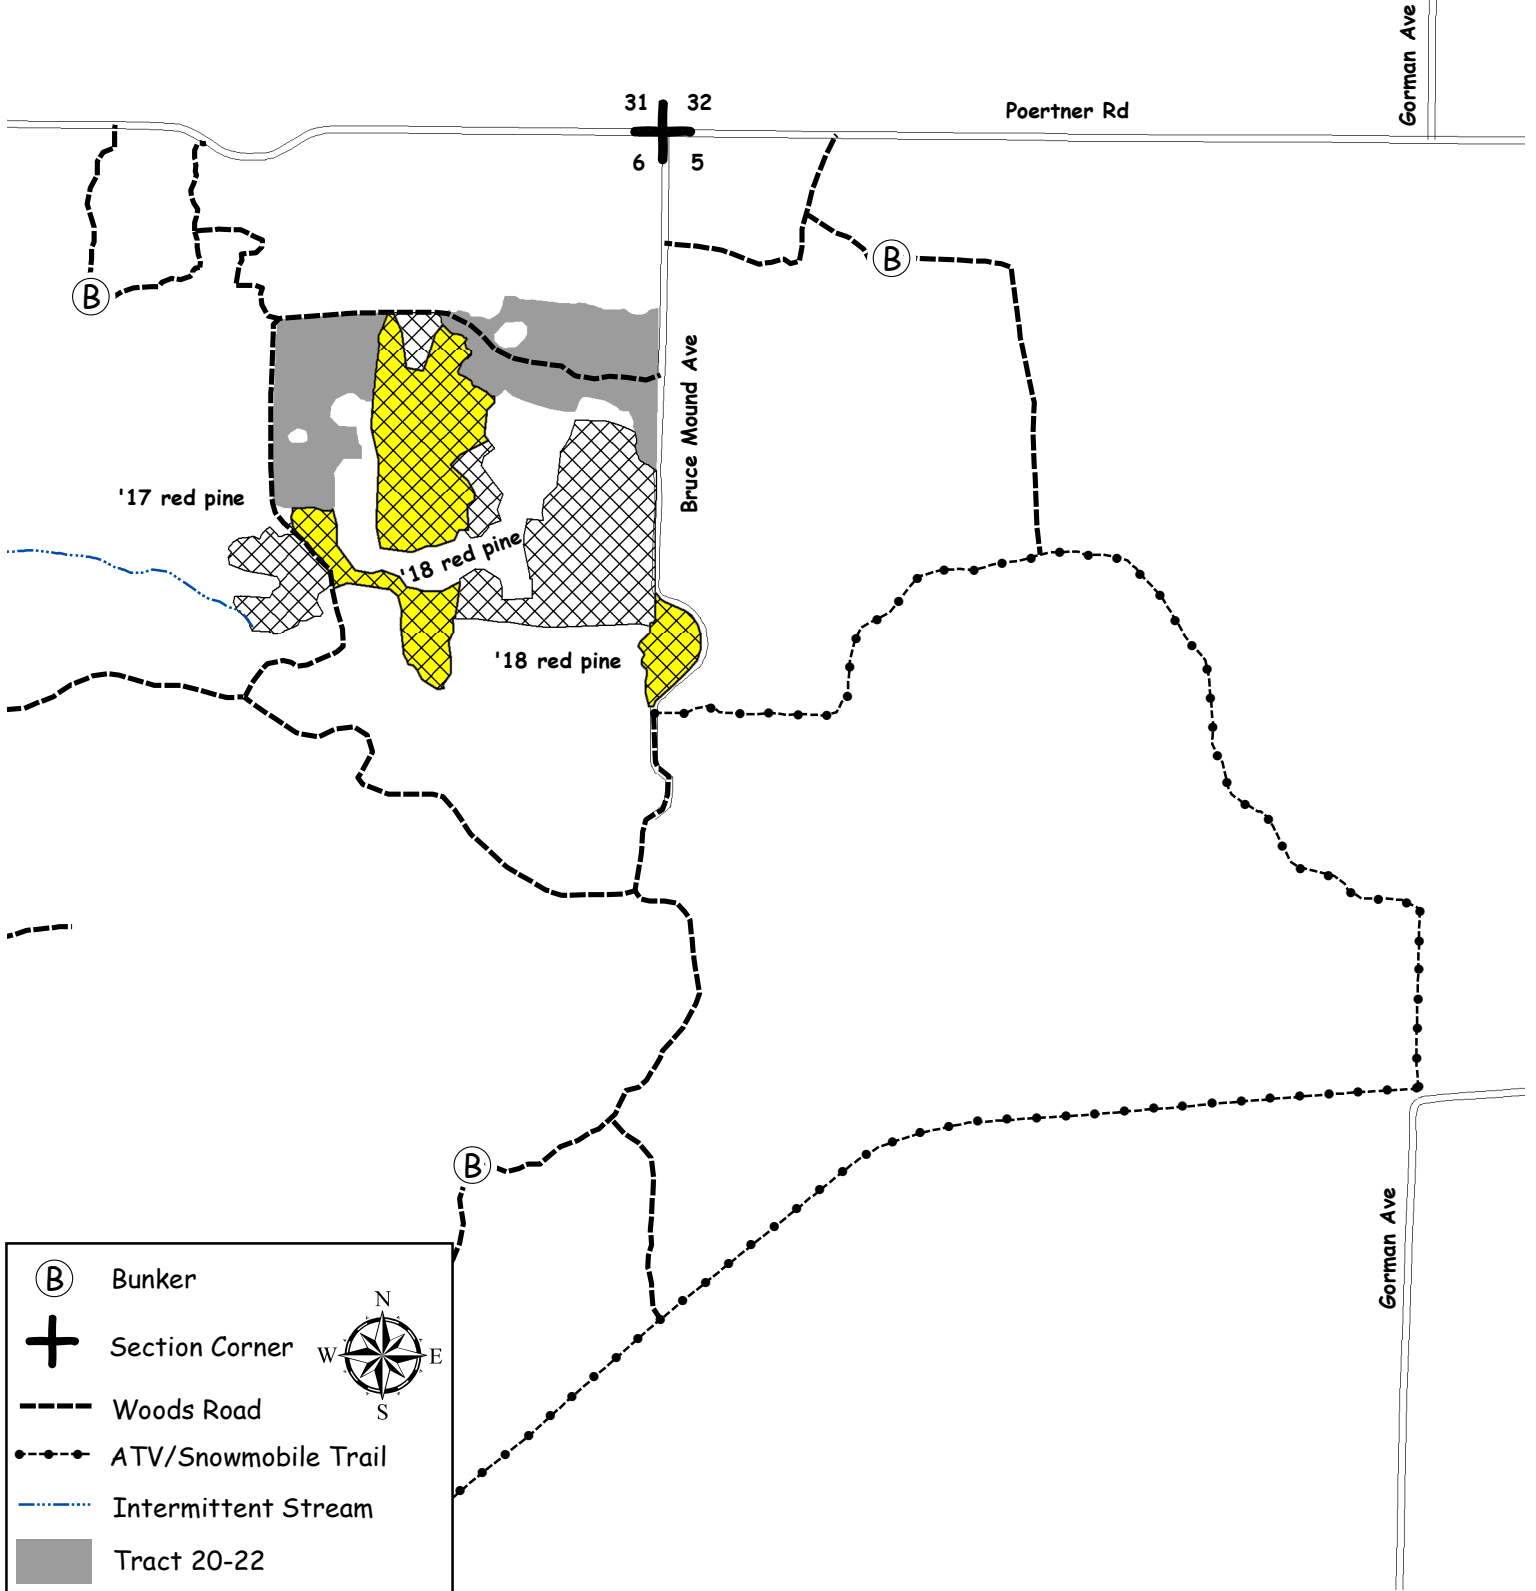 Gorman Ave
31 32
Poertner Rd
6 5
B
B
Bruce Mound Ave
'17 red pine
'18 red pine
'18 red pine
B
Gorman Ave
B Bunker
Section Corner
N
W E
S
Woods Road
ATV/Snowmobile Trail
Intermittent Stream
Tract 20-22